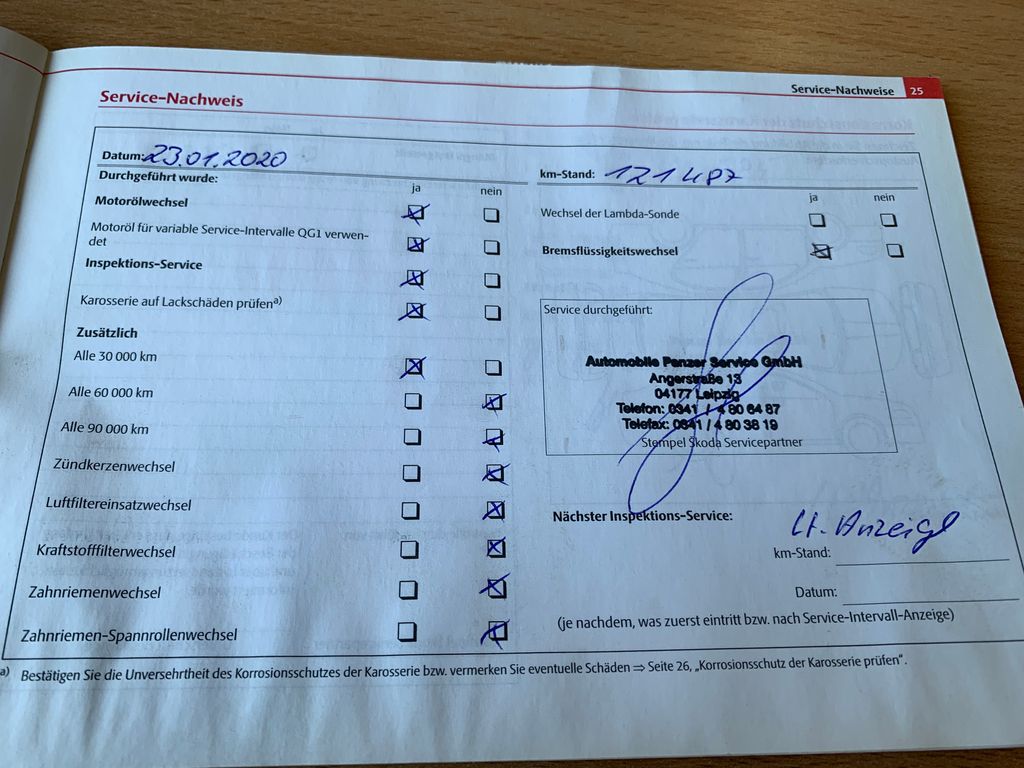 Service-Nachweise 25
Service-Nachweis
Datum: 23.01.2020
Durchgeführt wurde:
ja nein
Motorölwechsel
Motoröl für variable Service-Intervalle QG1 verwen-
det
Inspektions-Service
Karosserie auf Lackschäden prüfena)
Zusätzlich
Alle 30 000 km
Alle 60 000 km
Alle 90 000 km
Zündkerzenwechsel
Luftfiltereinsatzwechsel
Kraftstofffilterwechsel
Zahnriemenwechsel
Zahnriemen-Spannrollenwechsel
km-Stand: 121487
ja nein
Wechsel der Lambda-Sonde
Bremsflüssigkeitswechsel
Service durchgeführt:
Automobile Panzer Service GmbH
Angerstraße 13
04177 Leipzig
Telefon: 0341 / 4 80 64 87
Telefax: 0341 / 4 80 38 19
Stempel Skoda Servicepartner
Nächster Inspektions-Service:
lt. Anzeige
km-Stand:
Datum:
(je nachdem, was zuerst eintritt bzw. nach Service-Intervall-Anzeige)
a) Bestätigen Sie die Unversehrtheit des Korrosionsschutzes der Karosserie bzw. vermerken Sie eventuelle Schäden ⇒ Seite 26, „Korrosionsschutz der Karosserie prüfen".